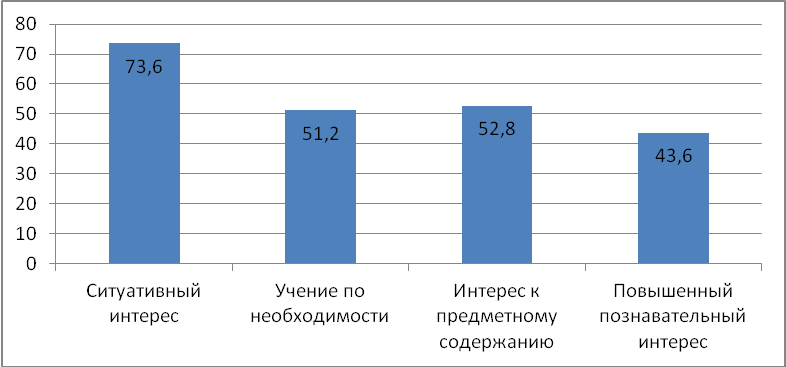 80
70
60
50
40
30
20
10
0
73,6
51,2
52,8
43,6
Ситуативный
интерес
Учение по
необходимости
Интерес к
предметному
содержанию
Повышенный
познавательный
интерес